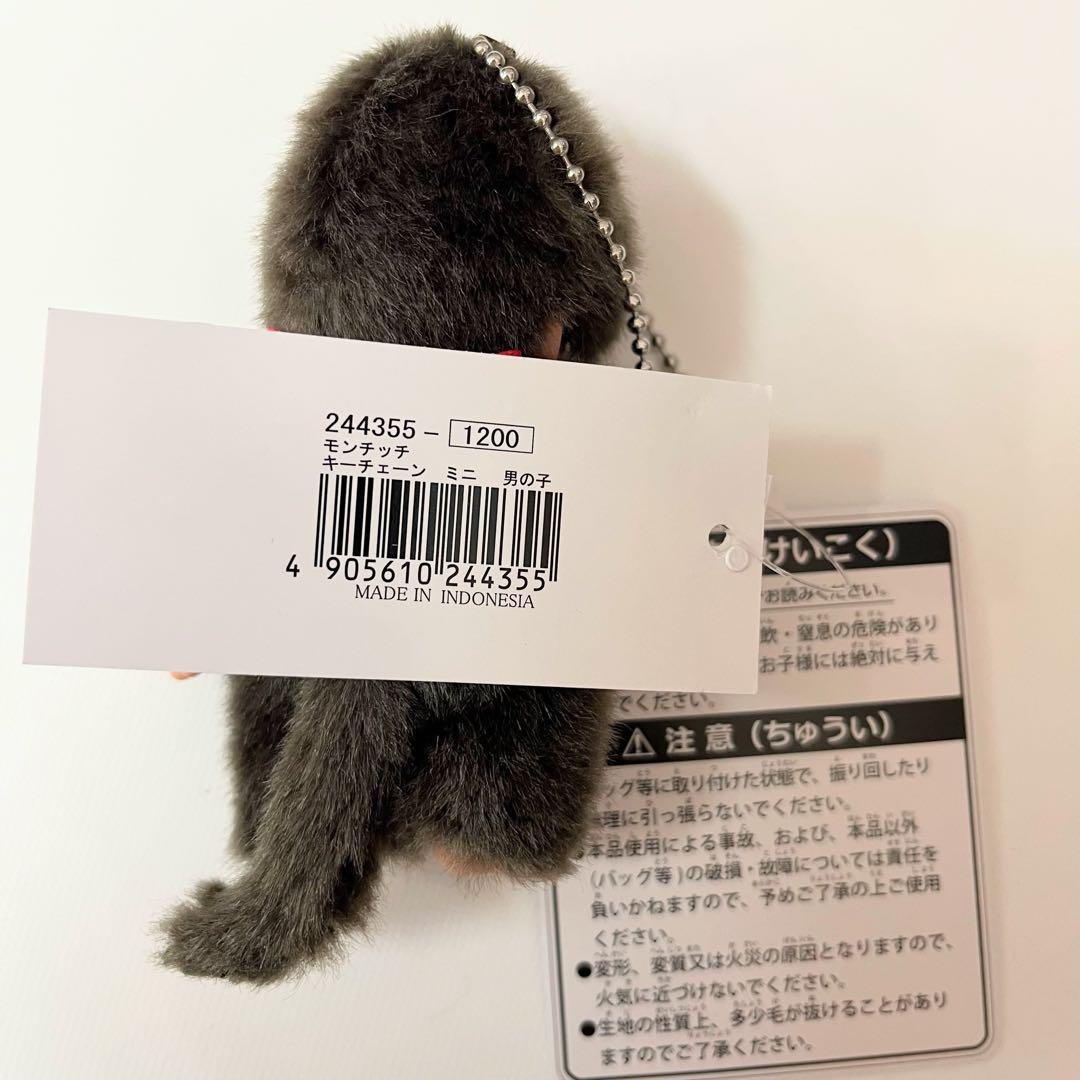 244355-1200
モンチッチ
キーチェーン ミニ 男の子
4 905610 244355
MADE IN INDONESIA
けいこく）
お読みください。
飲・窒息の危険があり
お子様には絶対に与え
でください。
⚠ 注意（ちゅうい）
ッグ等に取り付けた状態で、振り回したり
理に引っ張らないでください。
本品使用による事故、および、本品以外
(バッグ等)の破損・故障については責任を
負いかねますので、予めご了承の上ご使用
ください。
●変形、変質又は火災の原因となりますので、
火気に近づけないでください。
●生地の性質上、多少毛が抜けることがあり
ますのでご了承ください。